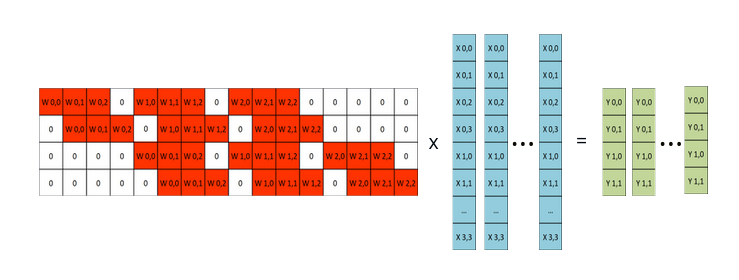 W 0,0 W 0,1 W 0,2 0 W 1,0 W 1,1 W 1,2 0 W 2,0 W 2,1 W 2,2 0 0 0 0 0
0 W 0,0 W 0,1 W 0,2 0 W 1,0 W 1,1 W 1,2 0 W 2,0 W 2,1 W 2,2 0 0 0 0
0 0 0 0 W 0,0 W 0,1 W 0,2 0 W 1,0 W 1,1 W 1,2 0 W 2,0 W 2,1 W 2,2 0
0 0 0 0 0 W 0,0 W 0,1 W 0,2 0 W 1,0 W 1,1 W 1,2 0 W 2,0 W 2,1 W 2,2
X
X 0,0 X 0,0 X 0,0
X 0,1 X 0,1 X 0,1
X 0,2 X 0,2 X 0,2
X 0,3 X 0,3 ... X 0,3
X 1,0 X 1,0 X 1,0
X 1,1 X 1,1 X 1,1
... ... ...
X 3,3 X 3,3 X 3,3
=
Y 0,0 Y 0,0 Y 0,0
Y 0,1 Y 0,1 ... Y 0,1
Y 1,0 Y 1,0 Y 1,0
Y 1,1 Y 1,1 Y 1,1